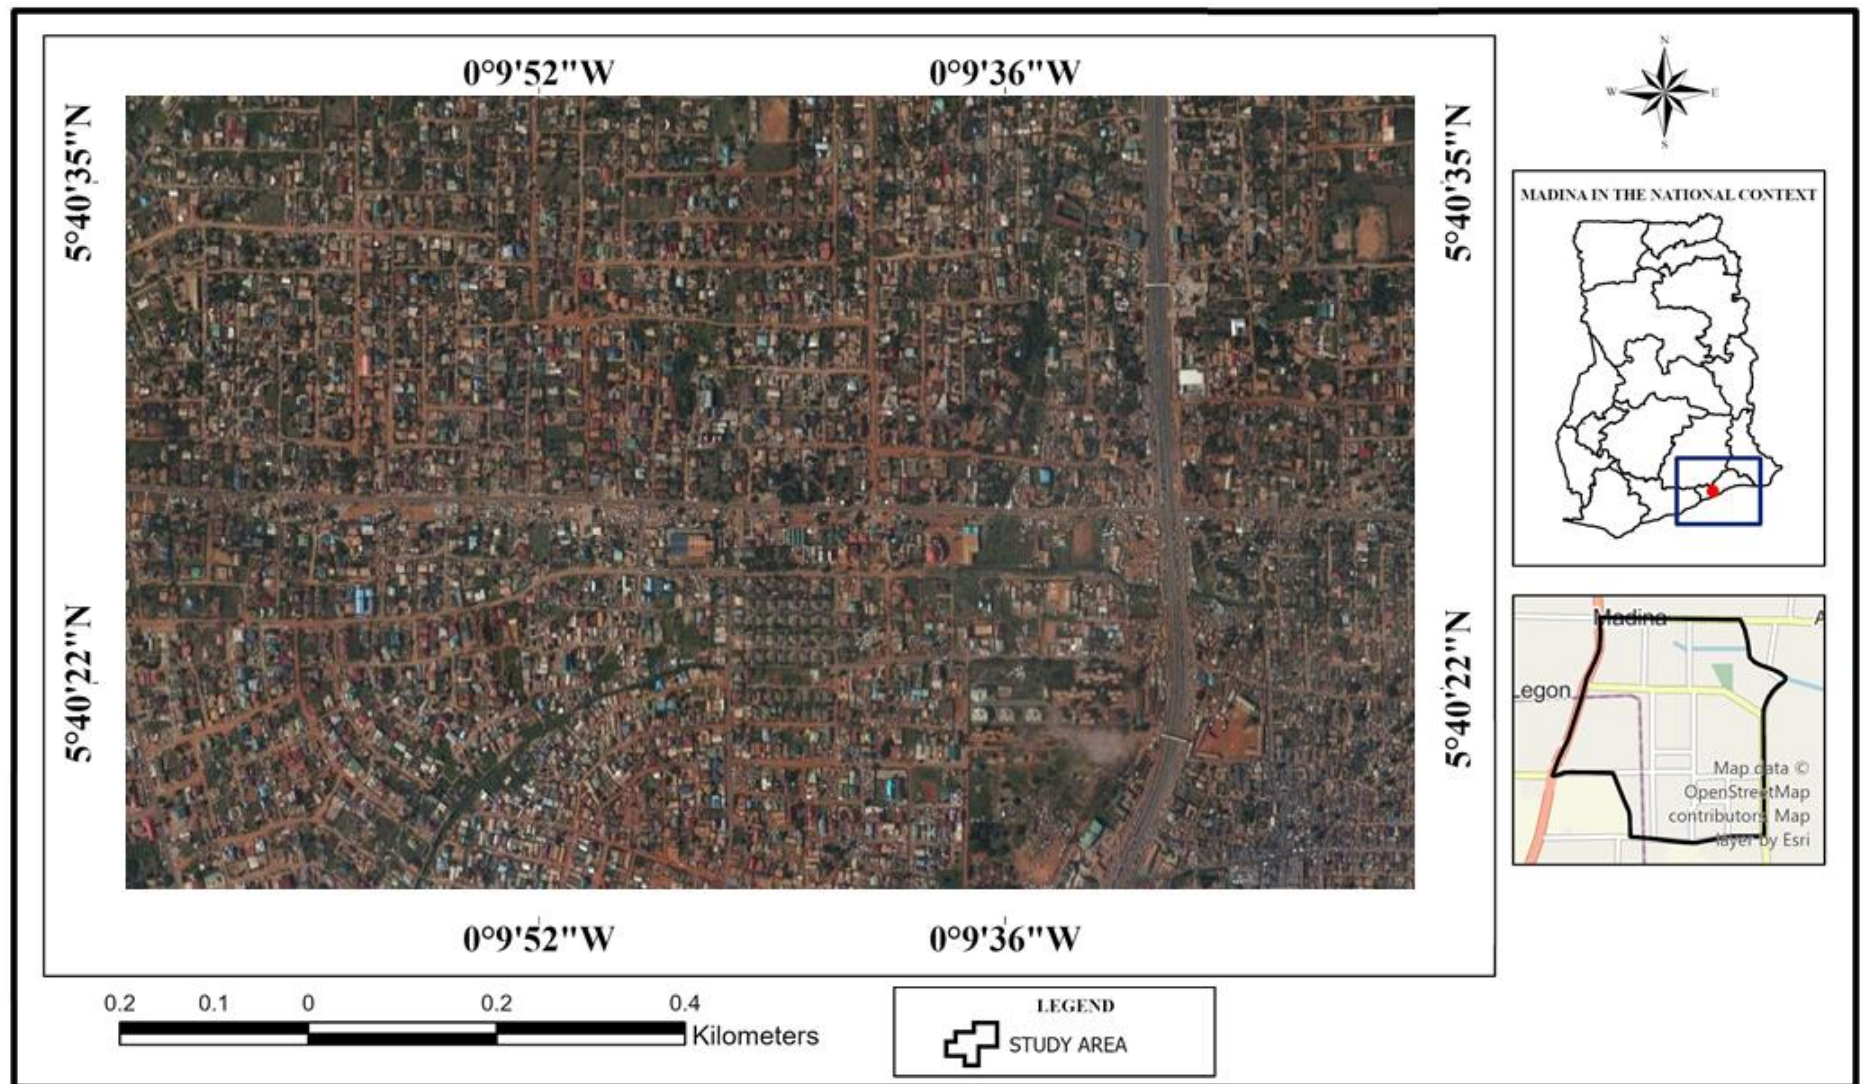 0°9'52"W 0°9'36"W
5°40'35"N
5°40'35"N
5°40'22"N
5°40'22"N
0°9'52"W 0°9'36"W
0.2 0.1 0 0.2 0.4
Kilometers
LEGEND
STUDY AREA
N
W E
S
MADINA IN THE NATIONAL CONTEXT
Madina A
Legon
Map data ©
OpenStreetMap
contributors, Map
layer by Esri